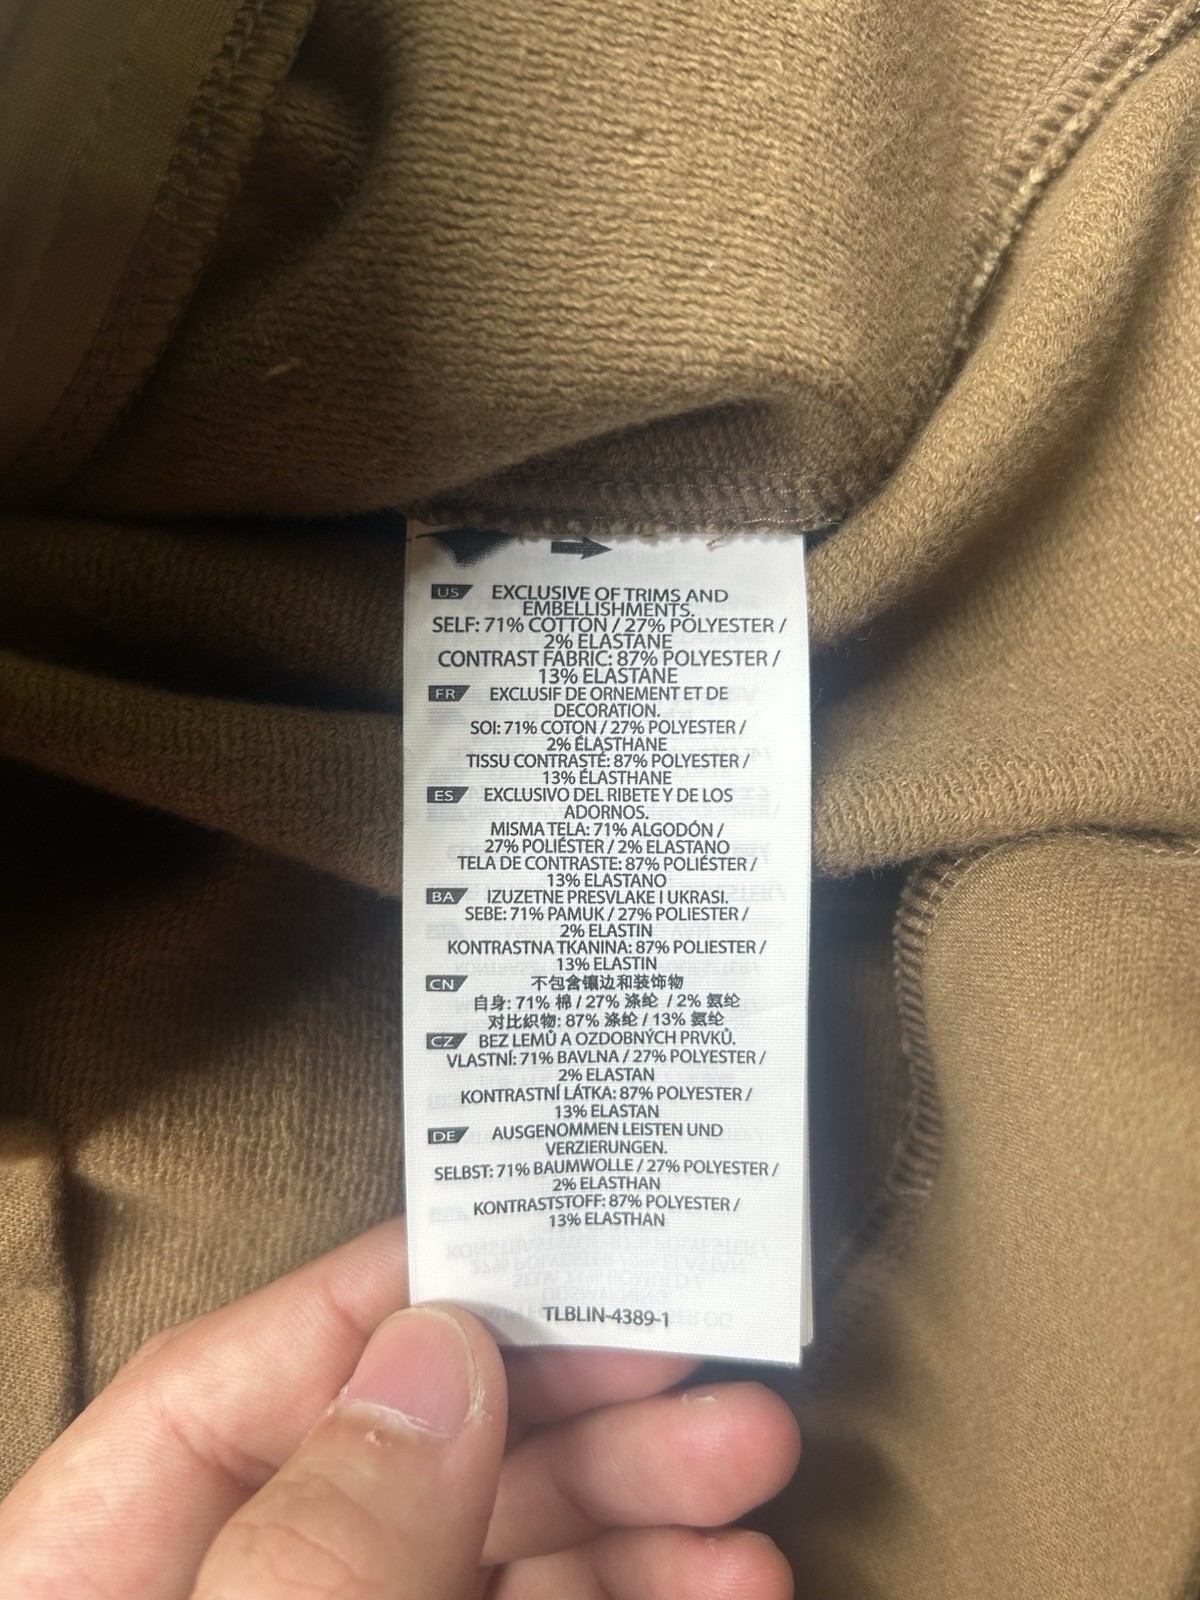 US EXCLUSIVE OF TRIMS AND
EMBELLISHMENTS.
SELF: 71% COTTON / 27% POLYESTER /
2% ELASTANE
CONTRAST FABRIC: 87% POLYESTER /
13% ELASTANE
FR EXCLUSIF DE ORNEMENT ET DE
DECORATION.
SOI: 71% COTON / 27% POLYESTER /
2% ÉLASTHANE
TISSU CONTRASTÉ: 87% POLYESTER /
13% ÉLASTHANE
ES EXCLUSIVO DEL RIBETE Y DE LOS
ADORNOS.
MISMA TELA: 71% ALGODÓN /
27% POLIÉSTER / 2% ELASTANO
TELA DE CONTRASTE: 87% POLIÉSTER /
13% ELASTANO
BA IZUZETNE PRESVLAKE I UKRASI.
SEBE: 71% PAMUK / 27% POLIESTER /
2% ELASTIN
KONTRASTNA TKANINA: 87% POLIESTER /
13% ELASTIN
CN 不包含镶边和装饰物
自身: 71% 棉 / 27% 涤纶 / 2% 氨纶
对比织物: 87% 涤纶 / 13% 氨纶
CZ BEZ LEMŮ A OZDOBNÝCH PRVKŮ.
VLASTNÍ: 71% BAVLNA / 27% POLYESTER /
2% ELASTAN
KONTRASTNÍ LÁTKA: 87% POLYESTER /
13% ELASTAN
DE AUSGENOMMEN LEISTEN UND
VERZIERUNGEN.
SELBST: 71% BAUMWOLLE / 27% POLYESTER /
2% ELASTHAN
KONTRASTSTOFF: 87% POLYESTER /
13% ELASTHAN
TLBLIN-4389-1